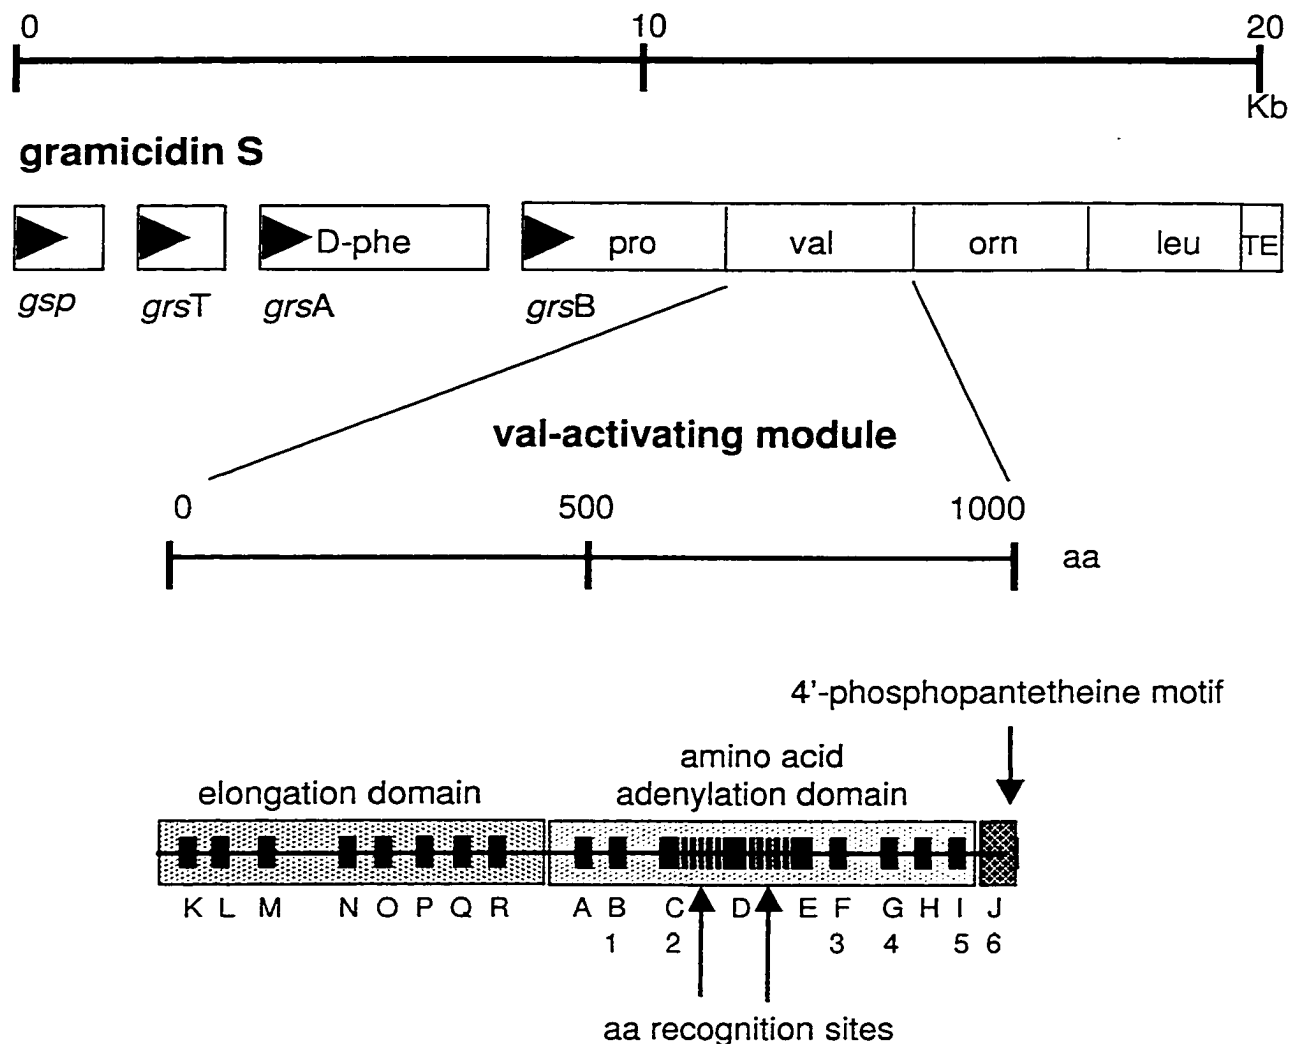 0 10 20
Kb
gramicidin S
D-phe pro val orn leu TE
gsp grsT grsA grsB
val-activating module
0 500 1000
aa
4'-phosphopantetheine motif
amino acid
elongation domain adenylation domain
K L M N O P Q R A B C D E F G H I J
1 2 3 4 5 6
aa recognition sites